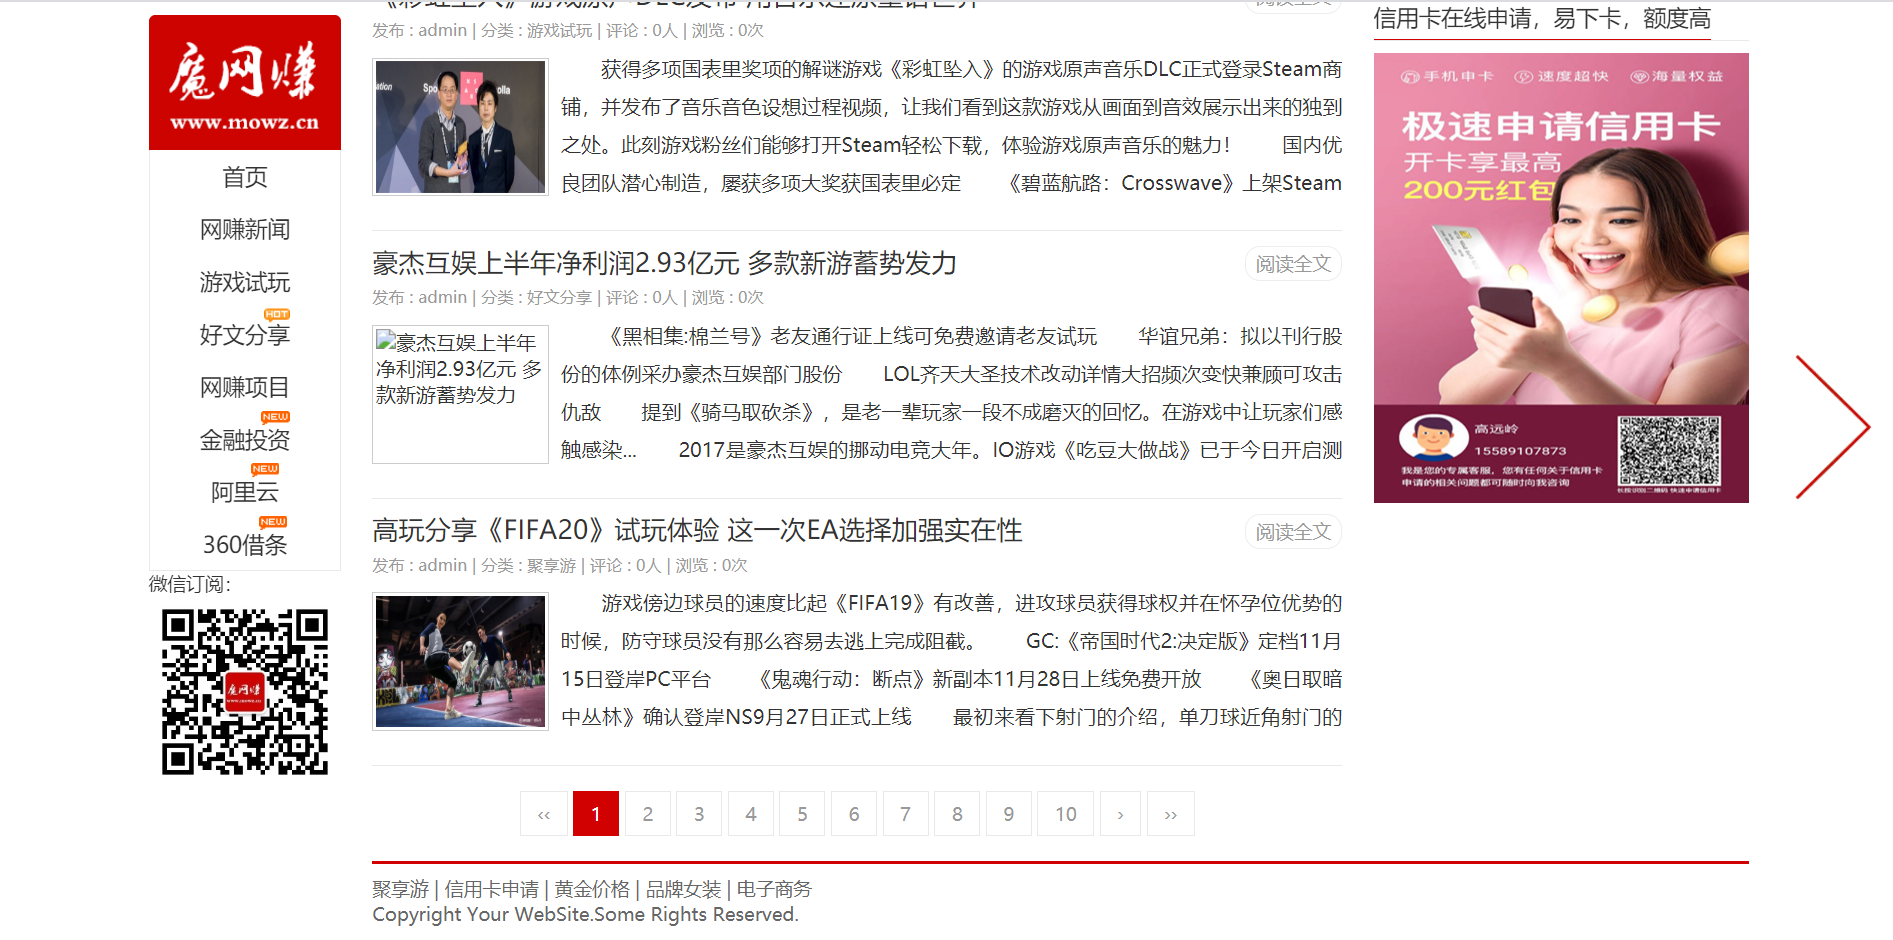 魔网赚
www.mowz.cn
首页
网赚新闻
游戏试玩
HOT
好文分享
网赚项目
NEW
金融投资
NEW
阿里云
NEW
360借条
微信订阅：
魔网赚
《彩虹坠入》游戏原声DLC发布 用音乐还原童话世界
阅读全文
发布 : admin | 分类 : 游戏试玩 | 评论 : 0人 | 浏览 : 0次
获得多项国表里奖项的解谜游戏《彩虹坠入》的游戏原声音乐DLC正式登录Steam商
铺，并发布了音乐音色设想过程视频，让我们看到这款游戏从画面到音效展示出来的独到
之处。此刻游戏粉丝们能够打开Steam轻松下载，体验游戏原声音乐的魅力！ 国内优
良团队潜心制造，屡获多项大奖获国表里必定 《碧蓝航路：Crosswave》上架Steam
豪杰互娱上半年净利润2.93亿元 多款新游蓄势发力
阅读全文
发布 : admin | 分类 : 好文分享 | 评论 : 0人 | 浏览 : 0次
豪杰互娱上半年
净利润2.93亿元 多
款新游蓄势发力
《黑相集:棉兰号》老友通行证上线可免费邀请老友试玩 华谊兄弟：拟以刊行股
份的体例采办豪杰互娱部门股份 LOL齐天大圣技术改动详情大招频次变快兼顾可攻击
仇敌 提到《骑马取砍杀》，是老一辈玩家一段不成磨灭的回忆。在游戏中让玩家们感
触感染... 2017是豪杰互娱的挪动电竞大年。IO游戏《吃豆大做战》已于今日开启测
高玩分享《FIFA20》试玩体验 这一次EA选择加强实在性
阅读全文
发布 : admin | 分类 : 聚享游 | 评论 : 0人 | 浏览 : 0次
游戏傍边球员的速度比起《FIFA19》有改善，进攻球员获得球权并在怀孕位优势的
时候，防守球员没有那么容易去逃上完成阻截。 GC:《帝国时代2:决定版》定档11月
15日登岸PC平台 《鬼魂行动：断点》新副本11月28日上线免费开放 《奥日取暗
中丛林》确认登岸NS9月27日正式上线 最初来看下射门的介绍，单刀球近角射门的
‹‹ 1 2 3 4 5 6 7 8 9 10 › ››
聚享游 | 信用卡申请 | 黄金价格 | 品牌女装 | 电子商务
Copyright Your WebSite.Some Rights Reserved.
信用卡在线申请，易下卡，额度高
手机申卡 速度超快 海量权益
极速申请信用卡
开卡享最高
200元红包
高远岭
15589107873
我是您的专属客服，您有任何关于信用卡
申请的相关问题都可随时向我咨询
长按识别二维码 快速申请信用卡